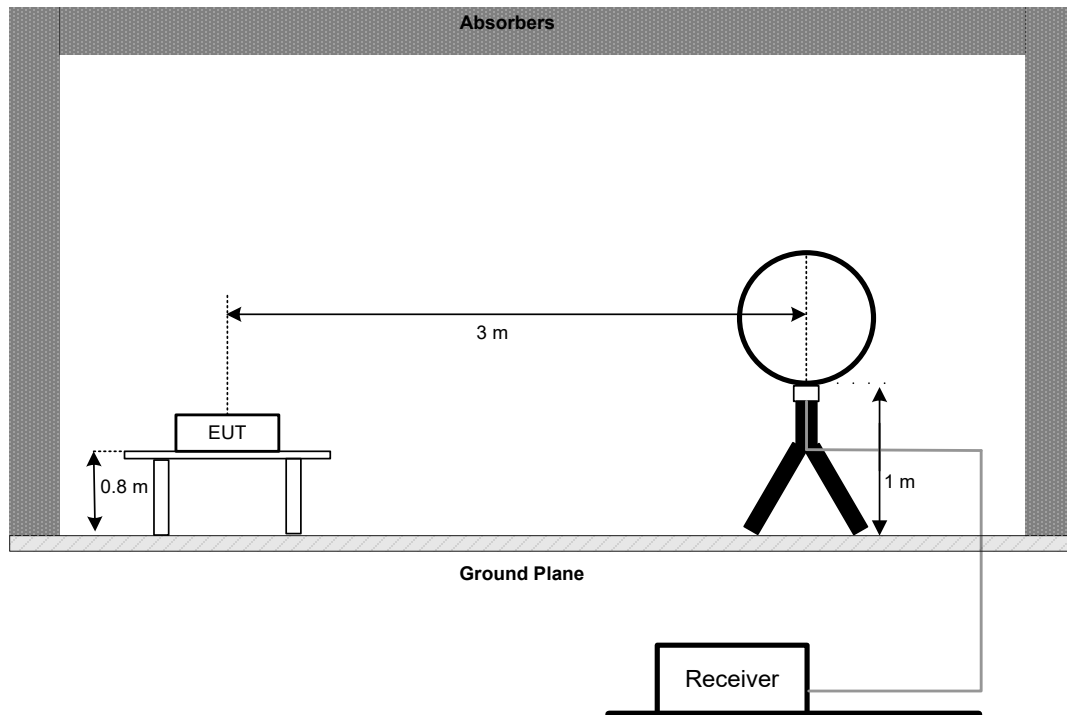 Absorbers
3 m
EUT
0.8 m
1 m
Ground Plane
Receiver